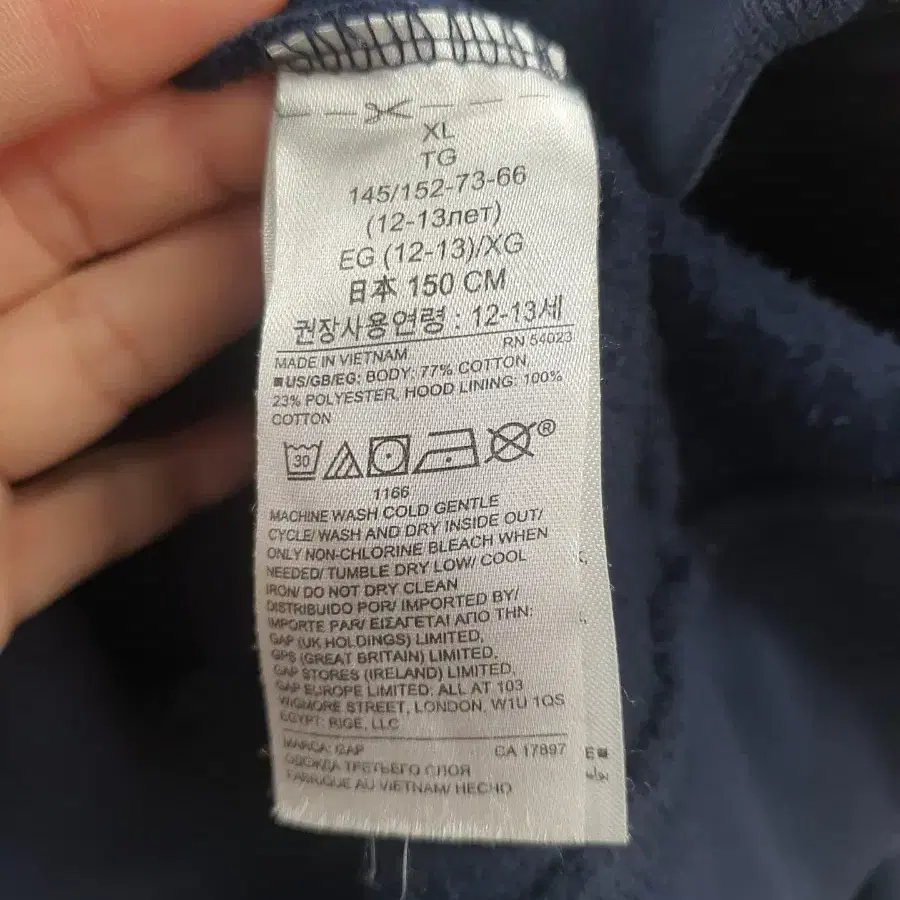 XL
TG
145/152-73-66
(12-13лет)
EG (12-13)/XG
日本 150 CM
권장사용연령 : 12-13세
RN 54023
MADE IN VIETNAM
US/GB/EG: BODY: 77% COTTON
23% POLYESTER, HOOD LINING: 100%
COTTON
30
®
1166
MACHINE WASH COLD GENTLE
CYCLE/ WASH AND DRY INSIDE OUT/
ONLY NON-CHLORINE BLEACH WHEN
NEEDED/ TUMBLE DRY LOW/ COOL
IRON/ DO NOT DRY CLEAN
DISTRIBUIDO POR/ IMPORTED BY/
IMPORTE PAR/ ΕΙΣΑΓΕΤΑΙ ΑΠΟ ΤΗΝ:
GAP (UK HOLDINGS) LIMITED,
GPS (GREAT BRITAIN) LIMITED,
GAP STORES (IRELAND) LIMITED,
GAP EUROPE LIMITED; ALL AT 103
WIGMORE STREET, LONDON, W1U 1QS
EGYPT: RIGE, LLC
MARCA: GAP CA 17897
ОДЕЖДА ТРЕТЬЕГО СЛОЯ
FABRIQUE AU VIETNAM/ HECHO